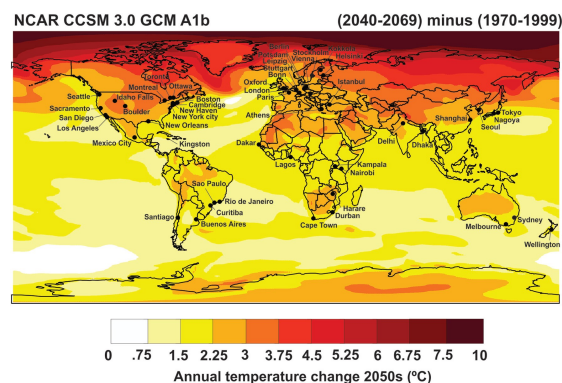 NCAR CCSM 3.0 GCM A1b
(2040-2069) minus (1970-1999)
Berlin
Potsdam
Leipzig
Stuttgart
Bonn
Stockholm
Vienna
Helsinki
Oxford
London
Paris
Istanbul
Athens
Toronto
Montreal
Ottawa
Seattle
Idaho Falls
Boulder
Boston
Cambridge
New Haven
New York city
New Orleans
Sacramento
San Diego
Los Angeles
Mexico City
Kingston
Dakar
Lagos
Kampala
Nairobi
Delhi
Dhaka
Shanghai
Tokyo
Nagoya
Seoul
Sao Paulo
Rio de Janeiro
Curitiba
Santiago
Buenos Aires
Harare
Durban
Cape Town
Melbourne
Sydney
Wellington
0 .75 1.5 2.25 3 3.75 4.5 5.25 6 6.75 7.5 10
Annual temperature change 2050s (ºC)